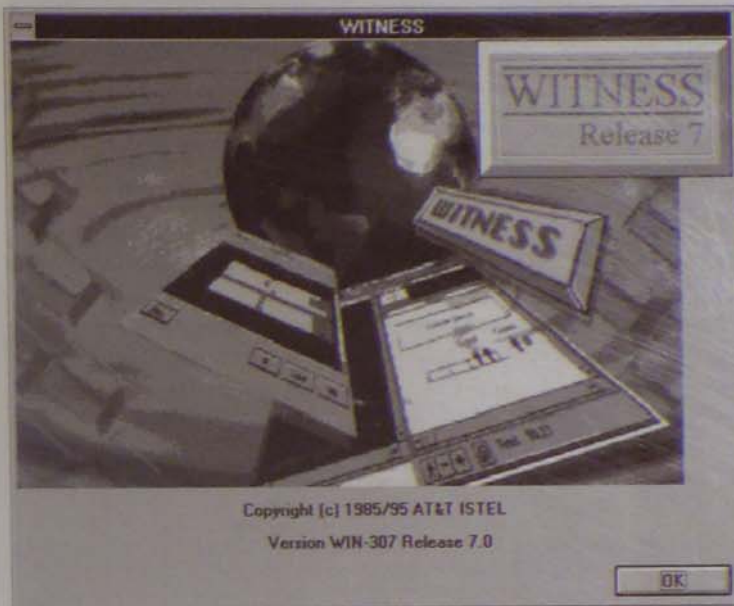 WITNESS
WITNESS
Release 7
WITNESS
Copyright (c) 1985/95 AT&T ISTEL
Version WIN-307 Release 7.0
OK